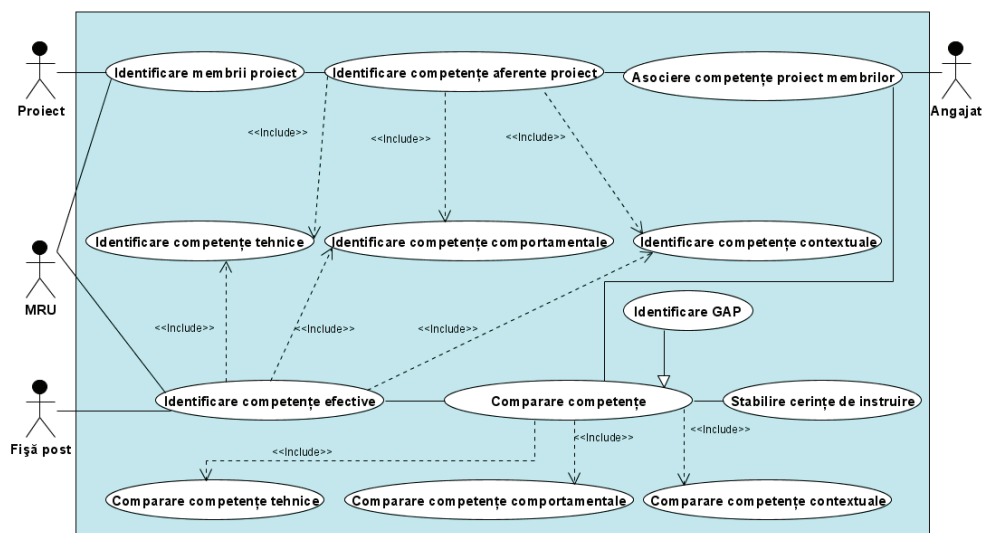 Identificare membrii proiect
Identificare competențe aferente proiect
Asociere competențe proiect membrilor
Proiect
Angajat
<<Include>>
<<Include>>
<<Include>>
Identificare competențe tehnice
Identificare competențe comportamentale
Identificare competențe contextuale
MRU
Identificare GAP
<<Include>>
<<Include>>
<<Include>>
Identificare competențe efective
Comparare competențe
Stabilire cerințe de instruire
Fişă post
<<Include>>
<<Include>>
<<Include>>
Comparare competențe tehnice
Comparare competențe comportamentale
Comparare competențe contextuale